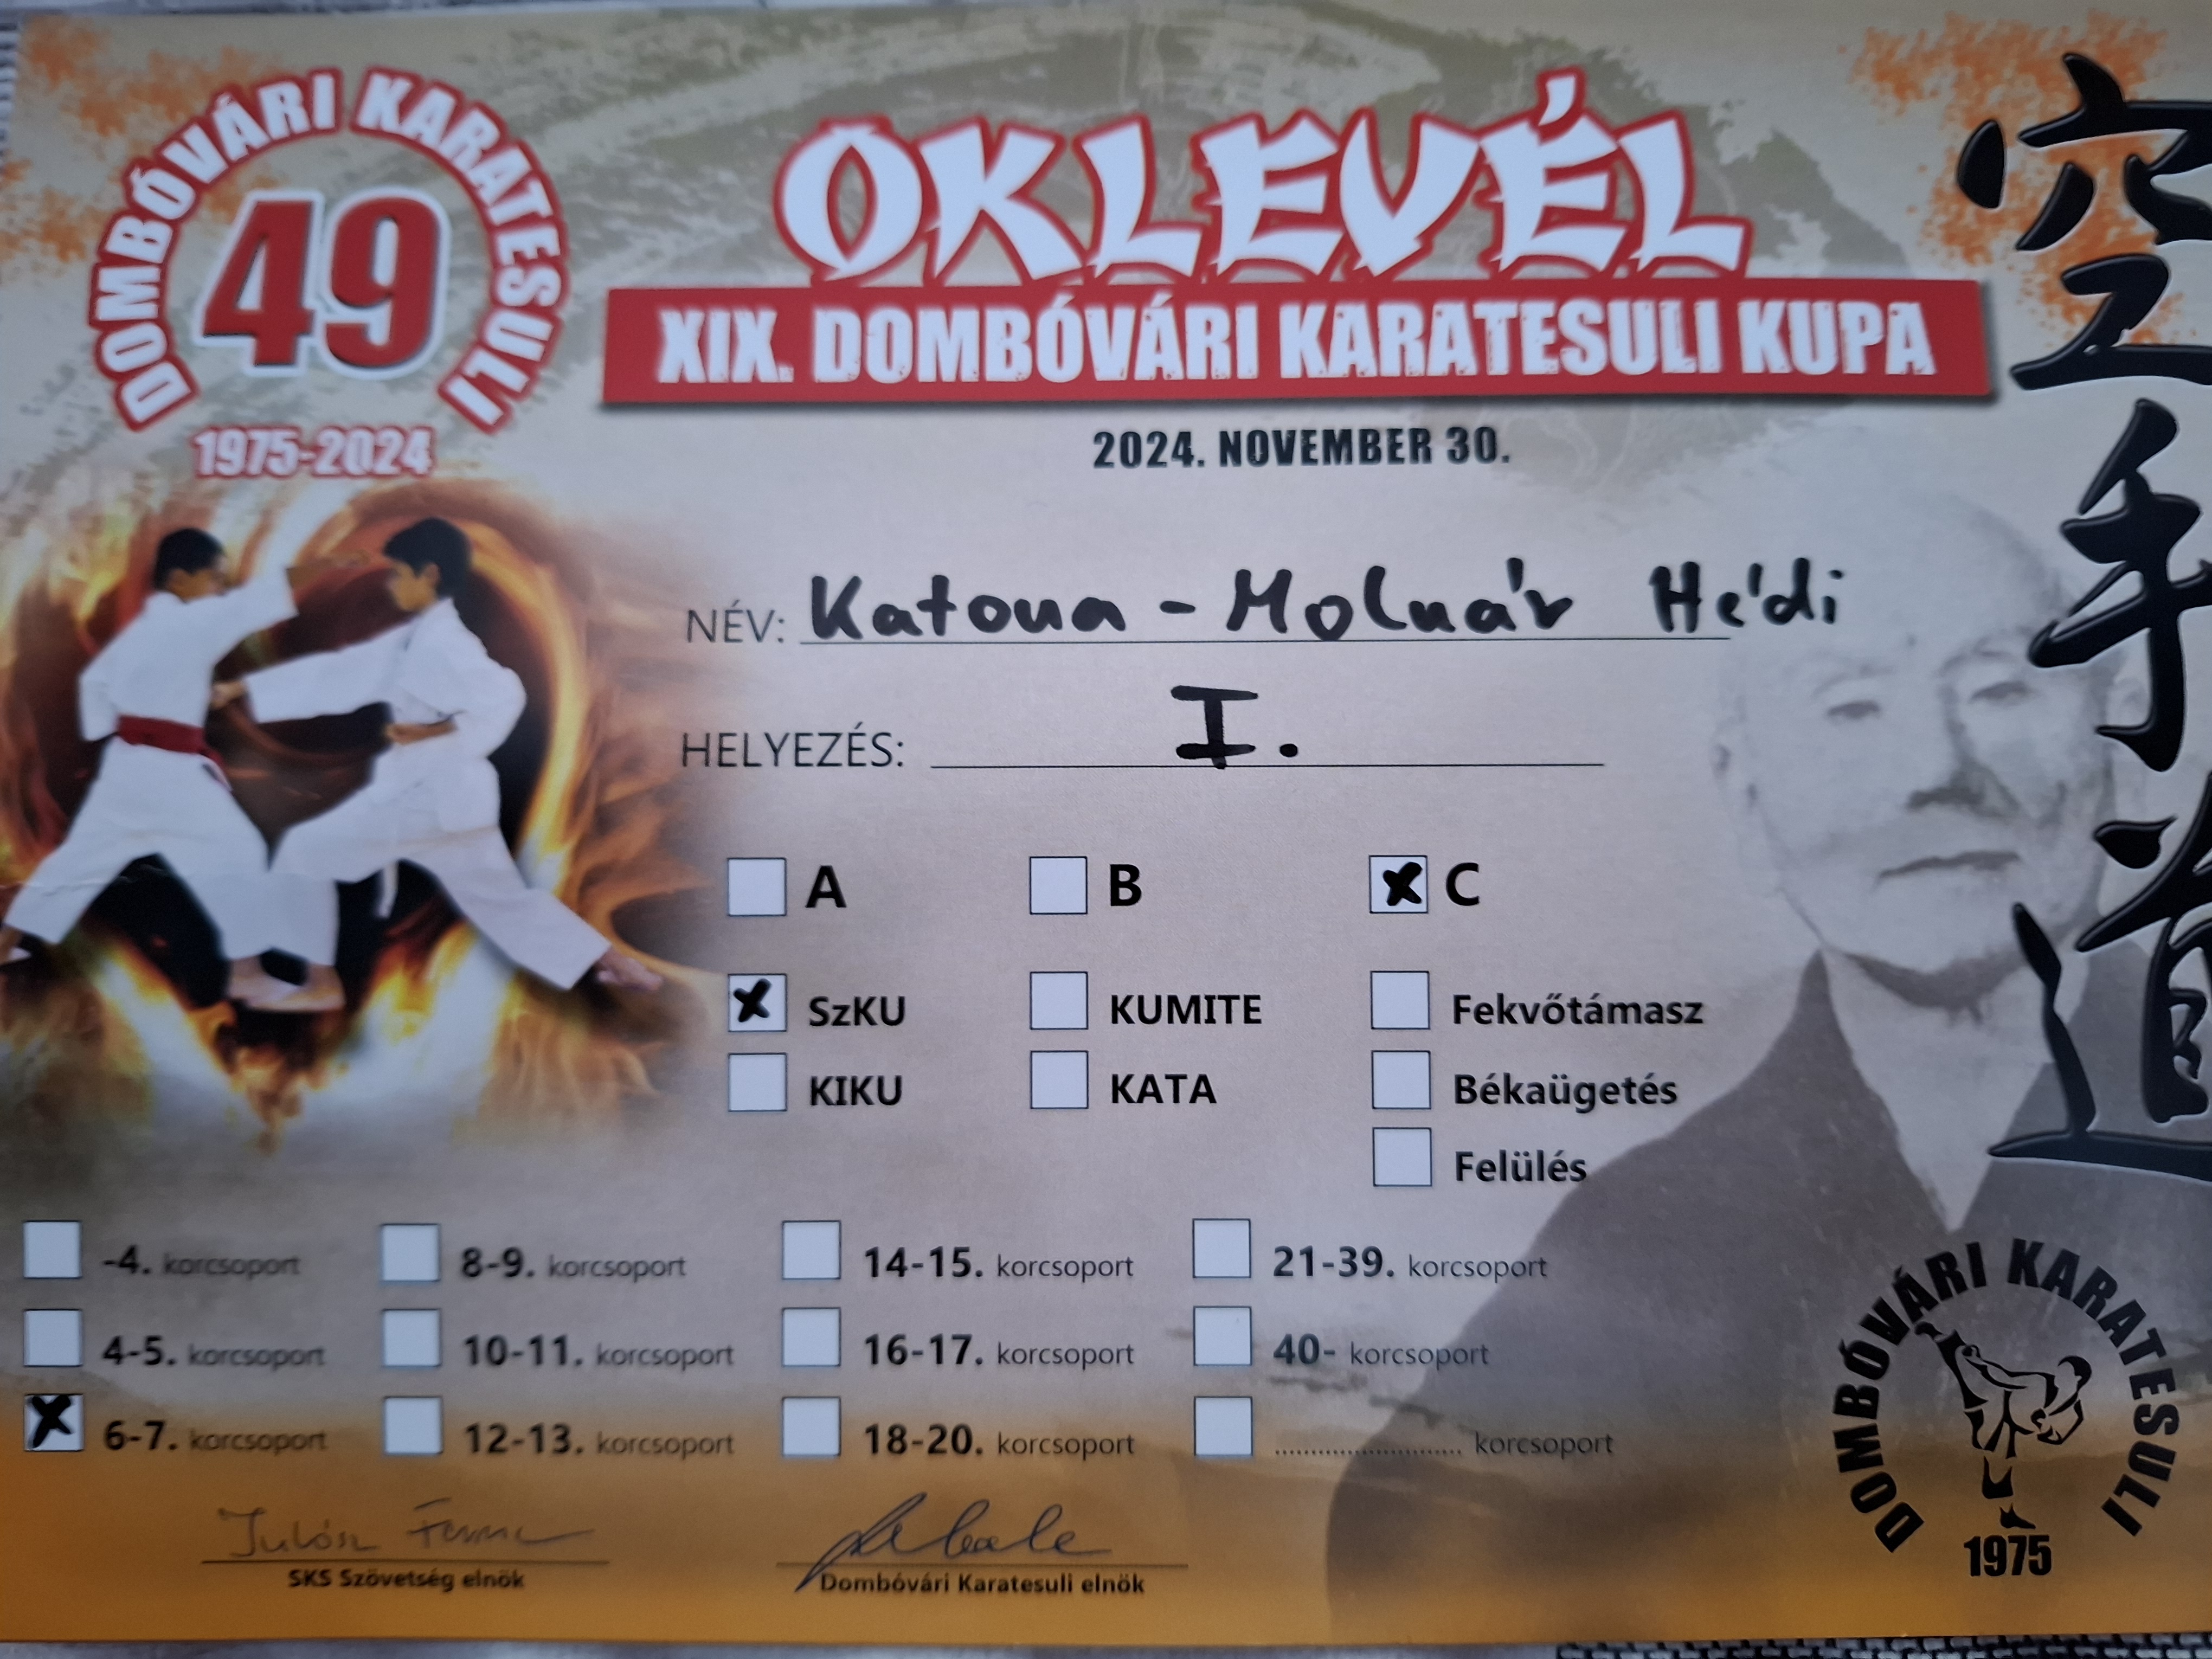 DOMBÓVÁRI KARATESULI
49
1975-2024
OKLEVÉL
XIX. DOMBÓVÁRI KARATESULI KUPA
2024. NOVEMBER 30.
空手道
NÉV: Katona - Molnár Hédi
HELYEZÉS: I.
A B C
SzKU KUMITE Fekvőtámasz
KIKU KATA Békaügetés
Felülés
-4. korcsoport 8-9. korcsoport 14-15. korcsoport 21-39. korcsoport
4-5. korcsoport 10-11. korcsoport 16-17. korcsoport 40- korcsoport
6-7. korcsoport 12-13. korcsoport 18-20. korcsoport ........................ korcsoport
SKS Szövetség elnök
Dombóvári Karatesuli elnök
DOMBÓVÁRI KARATESULI
1975